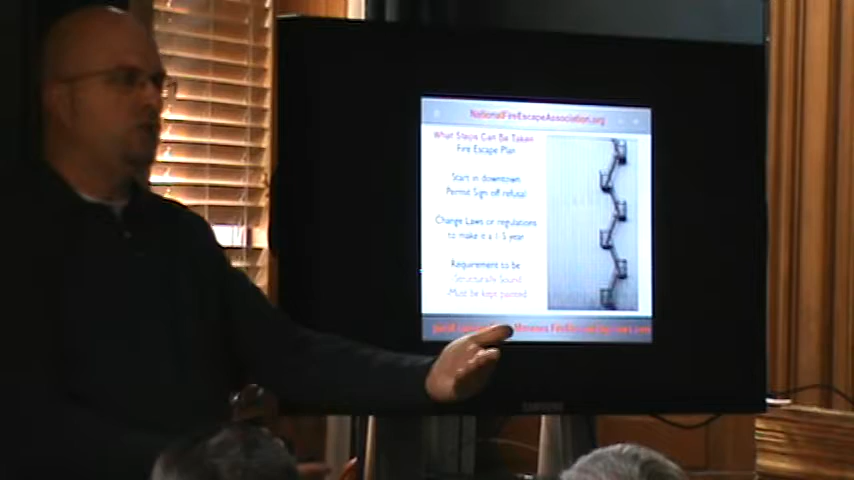 NationalFireEscapeAssociation.org
What Steps Can Be Taken
Fire Escape Plan
Start in downtown
Permit Sign off refusal
Change Laws or regulations
to make it a 1-5 year
Requirement to be
Structurally Sound
Must be kept painted